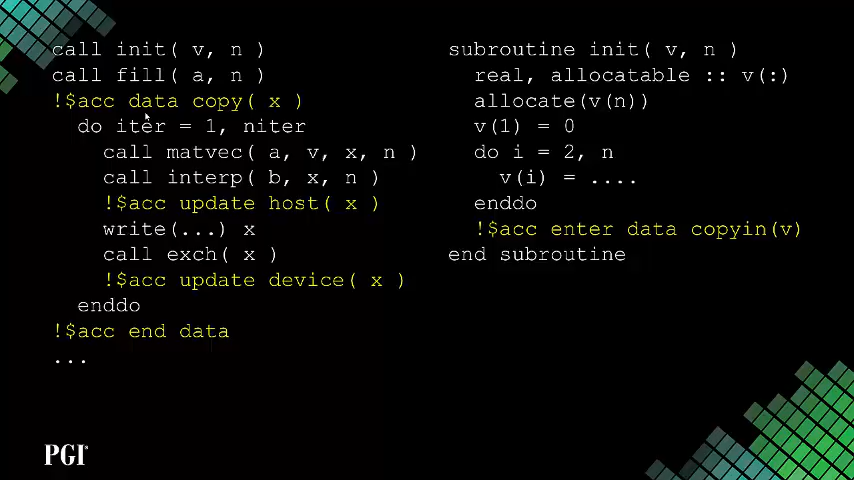 call init( v, n )
call fill( a, n )
!$acc data copy( x )
do iter = 1, niter
call matvec( a, v, x, n )
call interp( b, x, n )
!$acc update host( x )
write(...) x
call exch( x )
!$acc update device( x )
enddo
!$acc end data
...
subroutine init( v, n )
real, allocatable :: v(:)
allocate(v(n))
v(1) = 0
do i = 2, n
v(i) = ....
enddo
!$acc enter data copyin(v)
end subroutine
PGI®